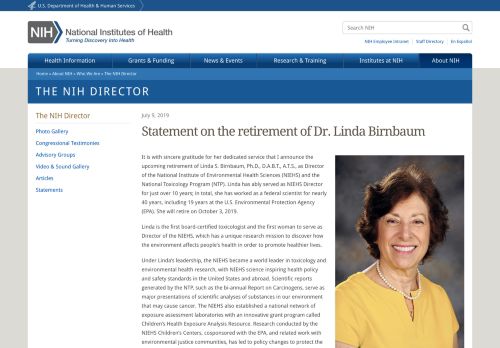 U.S. Department of Health & Human Services
NIH National Institutes of Health
Turning Discovery Into Health
Search NIH
NIH Employee Intranet | Staff Directory | En Español
Health Information
Grants & Funding
News & Events
Research & Training
Institutes at NIH
About NIH
Home » About NIH » Who We Are » The NIH Director
THE NIH DIRECTOR
The NIH Director
Photo Gallery
Congressional Testimonies
Advisory Groups
Video & Sound Gallery
Articles
Statements
July 9, 2019
Statement on the retirement of Dr. Linda Birnbaum
It is with sincere gratitude for her dedicated service that I announce the
upcoming retirement of Linda S. Birnbaum, Ph.D., D.A.B.T., A.T.S., as Director
of the National Institute of Environmental Health Sciences (NIEHS) and the
National Toxicology Program (NTP). Linda has ably served as NIEHS Director
for just over 10 years; in total, she has worked as a federal scientist for nearly
40 years, including 19 years at the U.S. Environmental Protection Agency
(EPA). She will retire on October 3, 2019.
Linda is the first board-certified toxicologist and the first woman to serve as
Director of the NIEHS, which has a unique research mission to discover how
the environment affects people's health in order to promote healthier lives.
Under Linda's leadership, the NIEHS became a world leader in toxicology and
environmental health research, with NIEHS science inspiring health policy
and safety standards in the United States and abroad. Scientific reports
generated by the NTP, such as the bi-annual Report on Carcinogens, serve as
major presentations of scientific analyses of substances in our environment
that may cause cancer. The NIEHS also established a national network of
exposure assessment laboratories with an innovative grant program called
Children's Health Exposure Analysis Resource. Research conducted by the
NIEHS Children's Centers, cosponsored with the EPA, and related work with
environmental justice communities, has led to policy changes to protect the